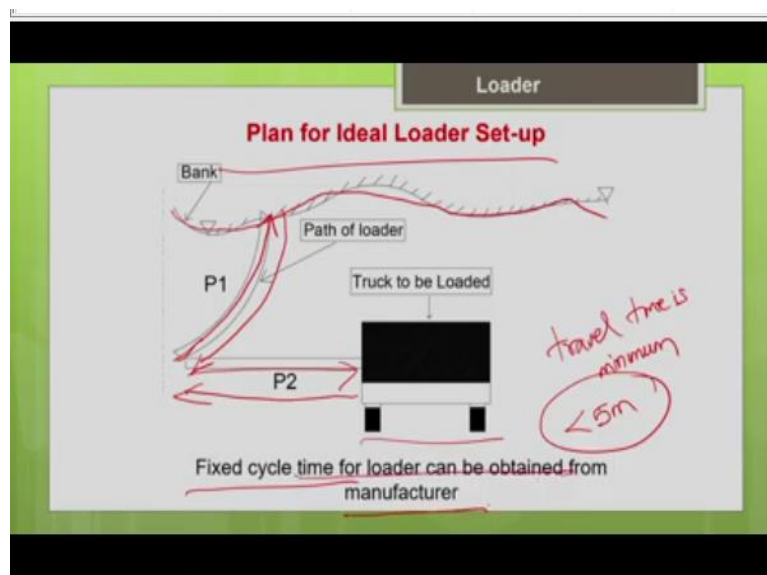 Loader
Plan for Ideal Loader Set-up
Bank
Path of loader
P1
Truck to be Loaded
travel time is
minimum
P2
<5m
Fixed cycle time for loader can be obtained from
manufacturer